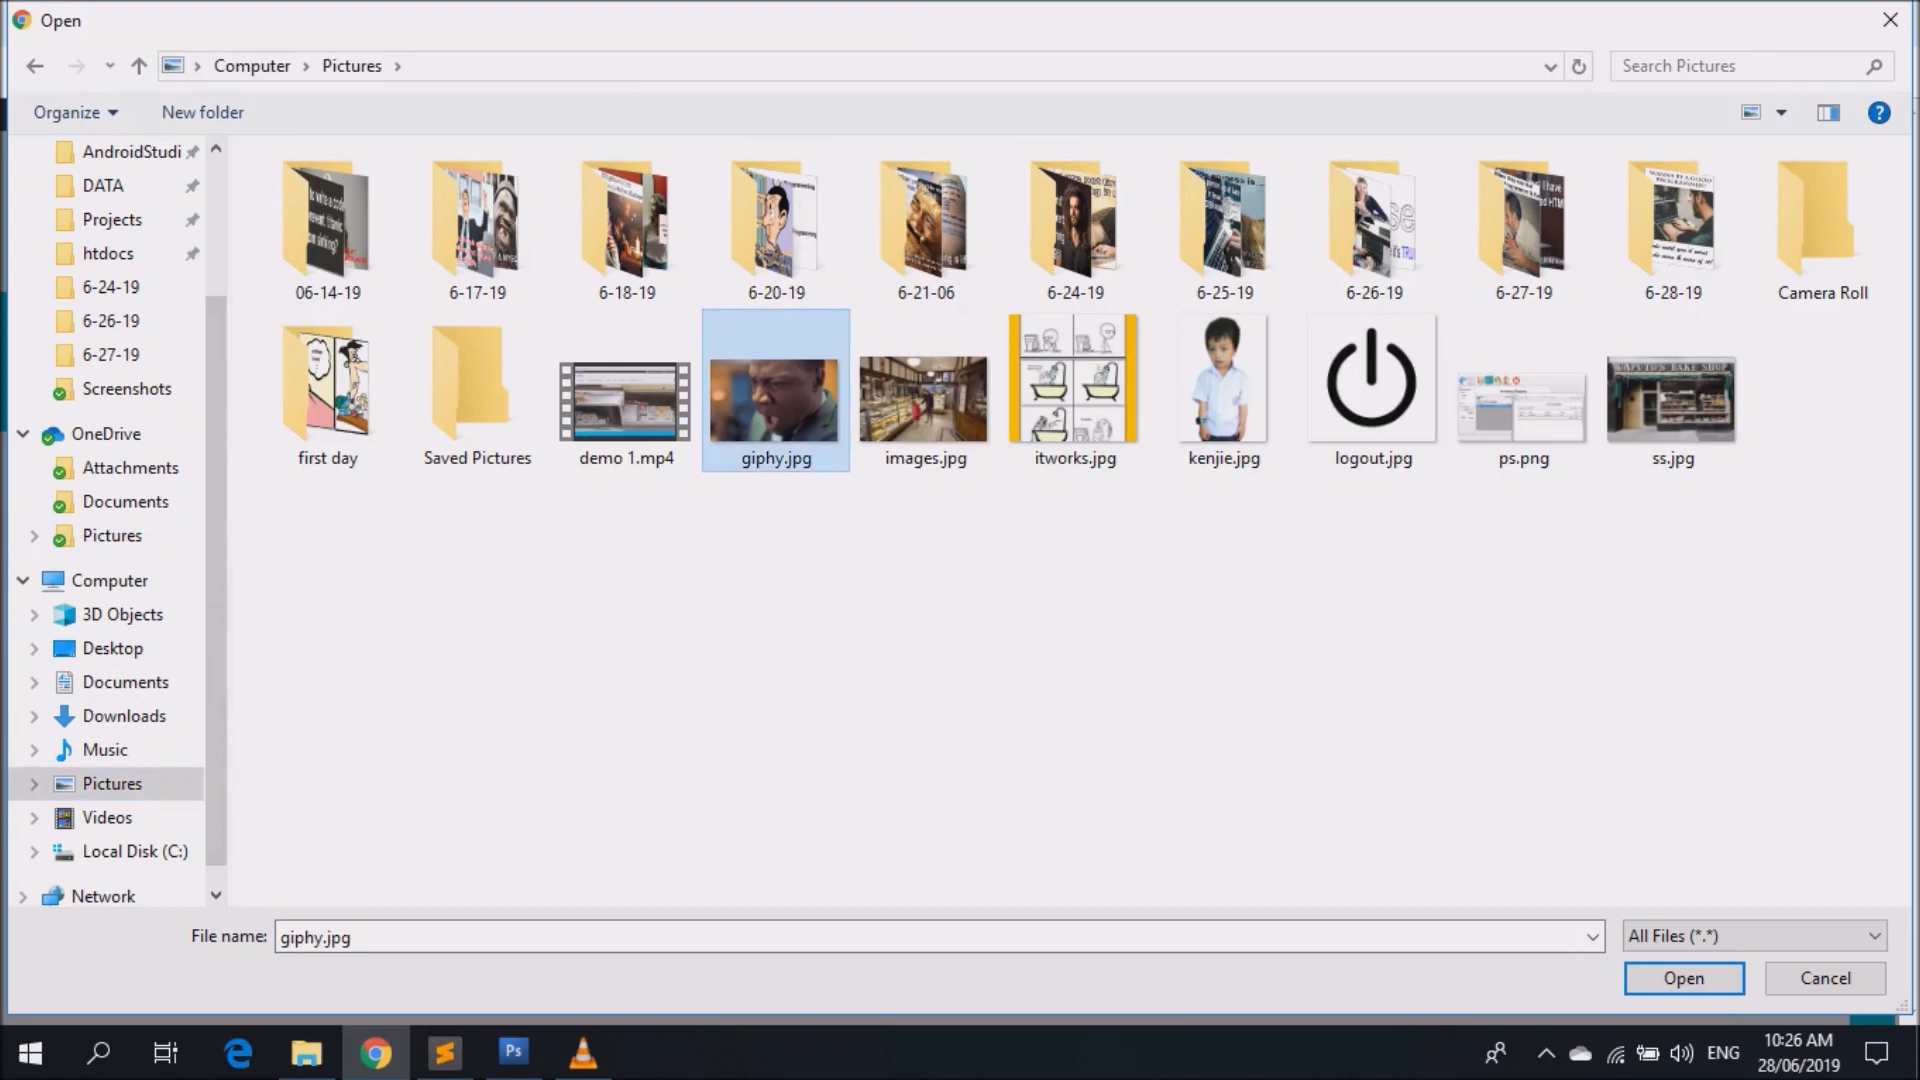 Open
Computer
Pictures
Search Pictures
Organize
New folder
AndroidStudi
DATA
Projects
htdocs
6-24-19
6-26-19
6-27-19
Screenshots
OneDrive
Attachments
Documents
Pictures
Computer
3D Objects
Desktop
Documents
Downloads
Music
Pictures
Videos
Local Disk (C:)
Network
06-14-19
6-17-19
6-18-19
6-20-19
6-21-06
6-24-19
6-25-19
6-26-19
6-27-19
6-28-19
Camera Roll
first day
Saved Pictures
demo 1.mp4
giphy.jpg
images.jpg
itworks.jpg
kenjie.jpg
logout.jpg
ps.png
ss.jpg
File name:
giphy.jpg
All Files (*.*)
Open
Cancel
Ps
ENG
10:26 AM
28/06/2019